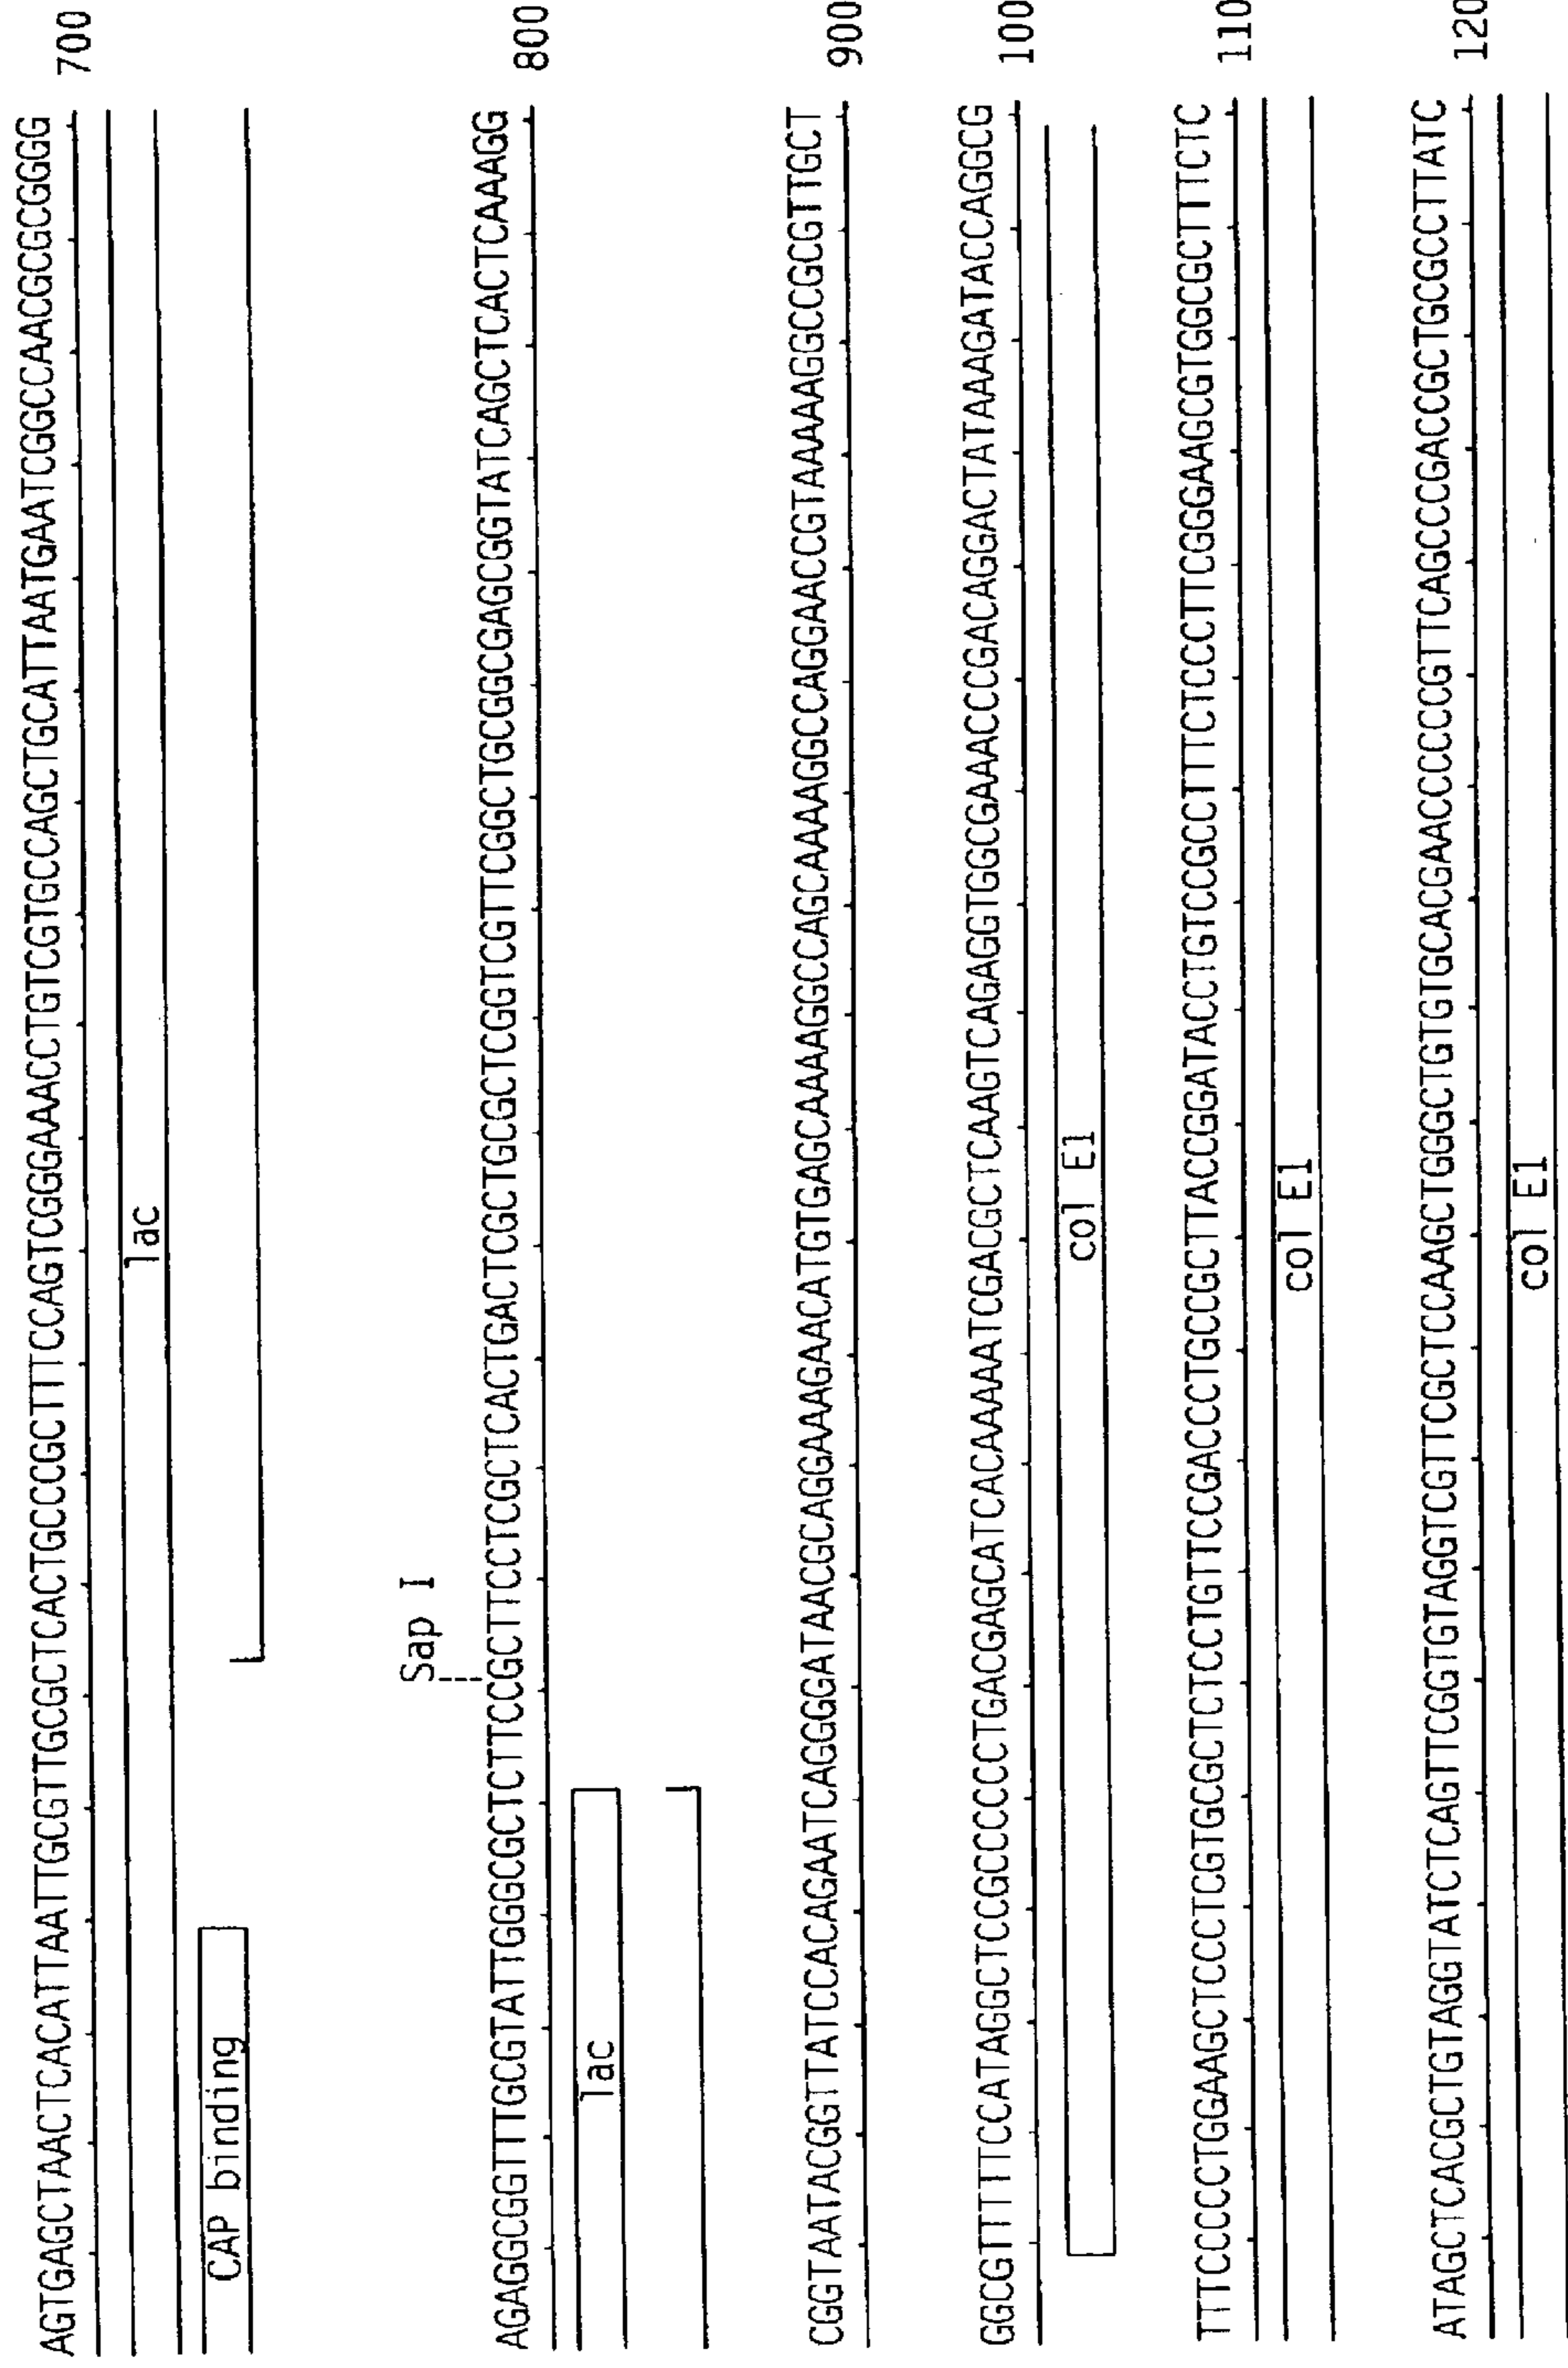 AGTGAGCTAACTCACATTAATTGCGTTGCGCTCACTGCCCGCTTTCCAGTCGGGAAACCTGTCGTGCCAGCTGCATTAATGAATCGGCCAACGCGCGGGG 700
lac
CAP binding
Sap I
AGAGGCGGTTTGCGTATTGGGCGCTCTTCCGCTTCCTCGCTCACTGACTCGCTGCGCTCGGTCGTTCGGCTGCGGCGAGCGGTATCAGCTCACTCAAAGG 800
lac
CGGTAATACGGTTATCCACAGAATCAGGGGATAACGCAGGAAAGAACATGTGAGCAAAAGGCCAGCAAAAGGCCAGGAACCGTAAAAAGGCCGCGTTGCT 900
GGCGTTTTTCCATAGGCTCCGCCCCCCTGACGAGCATCACAAAAATCGACGCTCAAGTCAGAGGTGGCGAAACCCGACAGGACTATAAAGATACCAGGCG 100
col E1
TTTCCCCCTGGAAGCTCCCTCGTGCGCTCTCCTGTTCCGACCCTGCCGCTTACCGGATACCTGTCCGCCTTTCTCCCTTCGGGAAGCGTGGCGCTTTCTC 110
col E1
ATAGCTCACGCTGTAGGTATCTCAGTTCGGTGTAGGTCGTTCGCTCCAAGCTGGGCTGTGTGCACGAACCCCCCGTTCAGCCCGACCGCTGCGCCTTATC 120
col E1